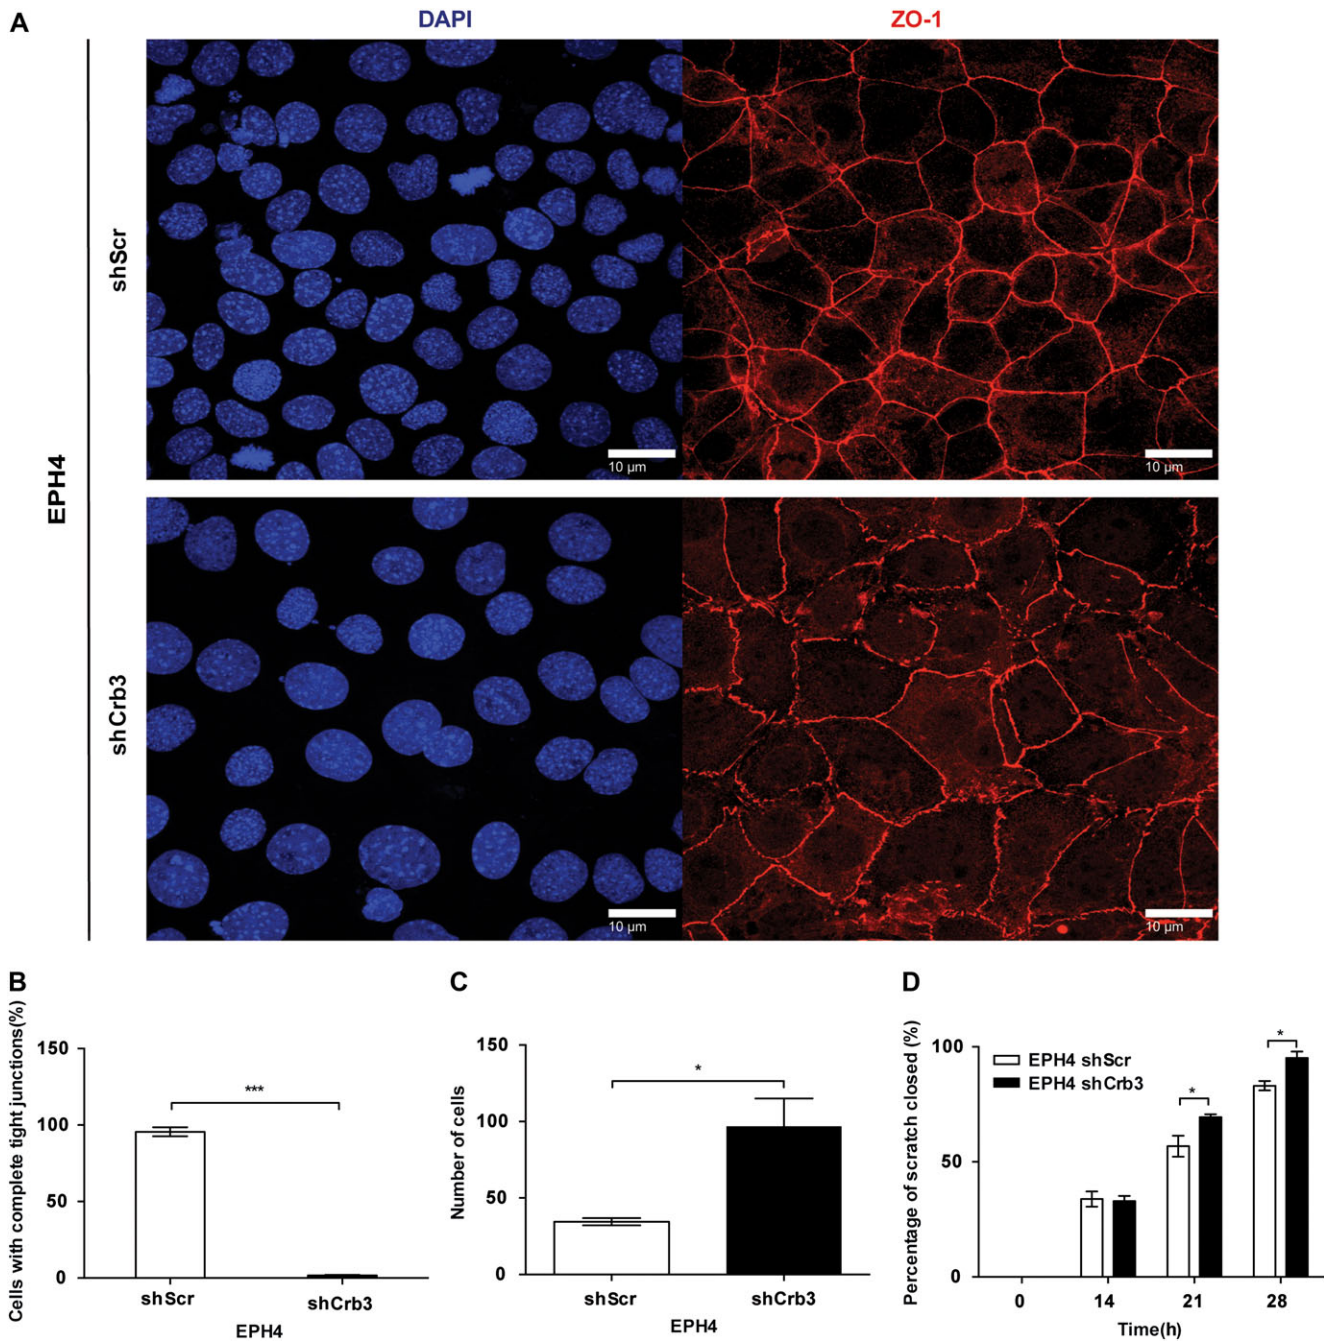 A
DAPI
ZO-1
EPH4
shScr
10 µm
10 µm
shCrb3
10 µm
10 µm
B
Cells with complete tight junctions(%)
150
100
50
0
***
shScr
shCrb3
EPH4
C
Number of cells
150
100
50
0
*
shScr
shCrb3
EPH4
D
Percentage of scratch closed (%)
100
50
0
EPH4 shScr
EPH4 shCrb3
*
*
0
14
21
28
Time(h)